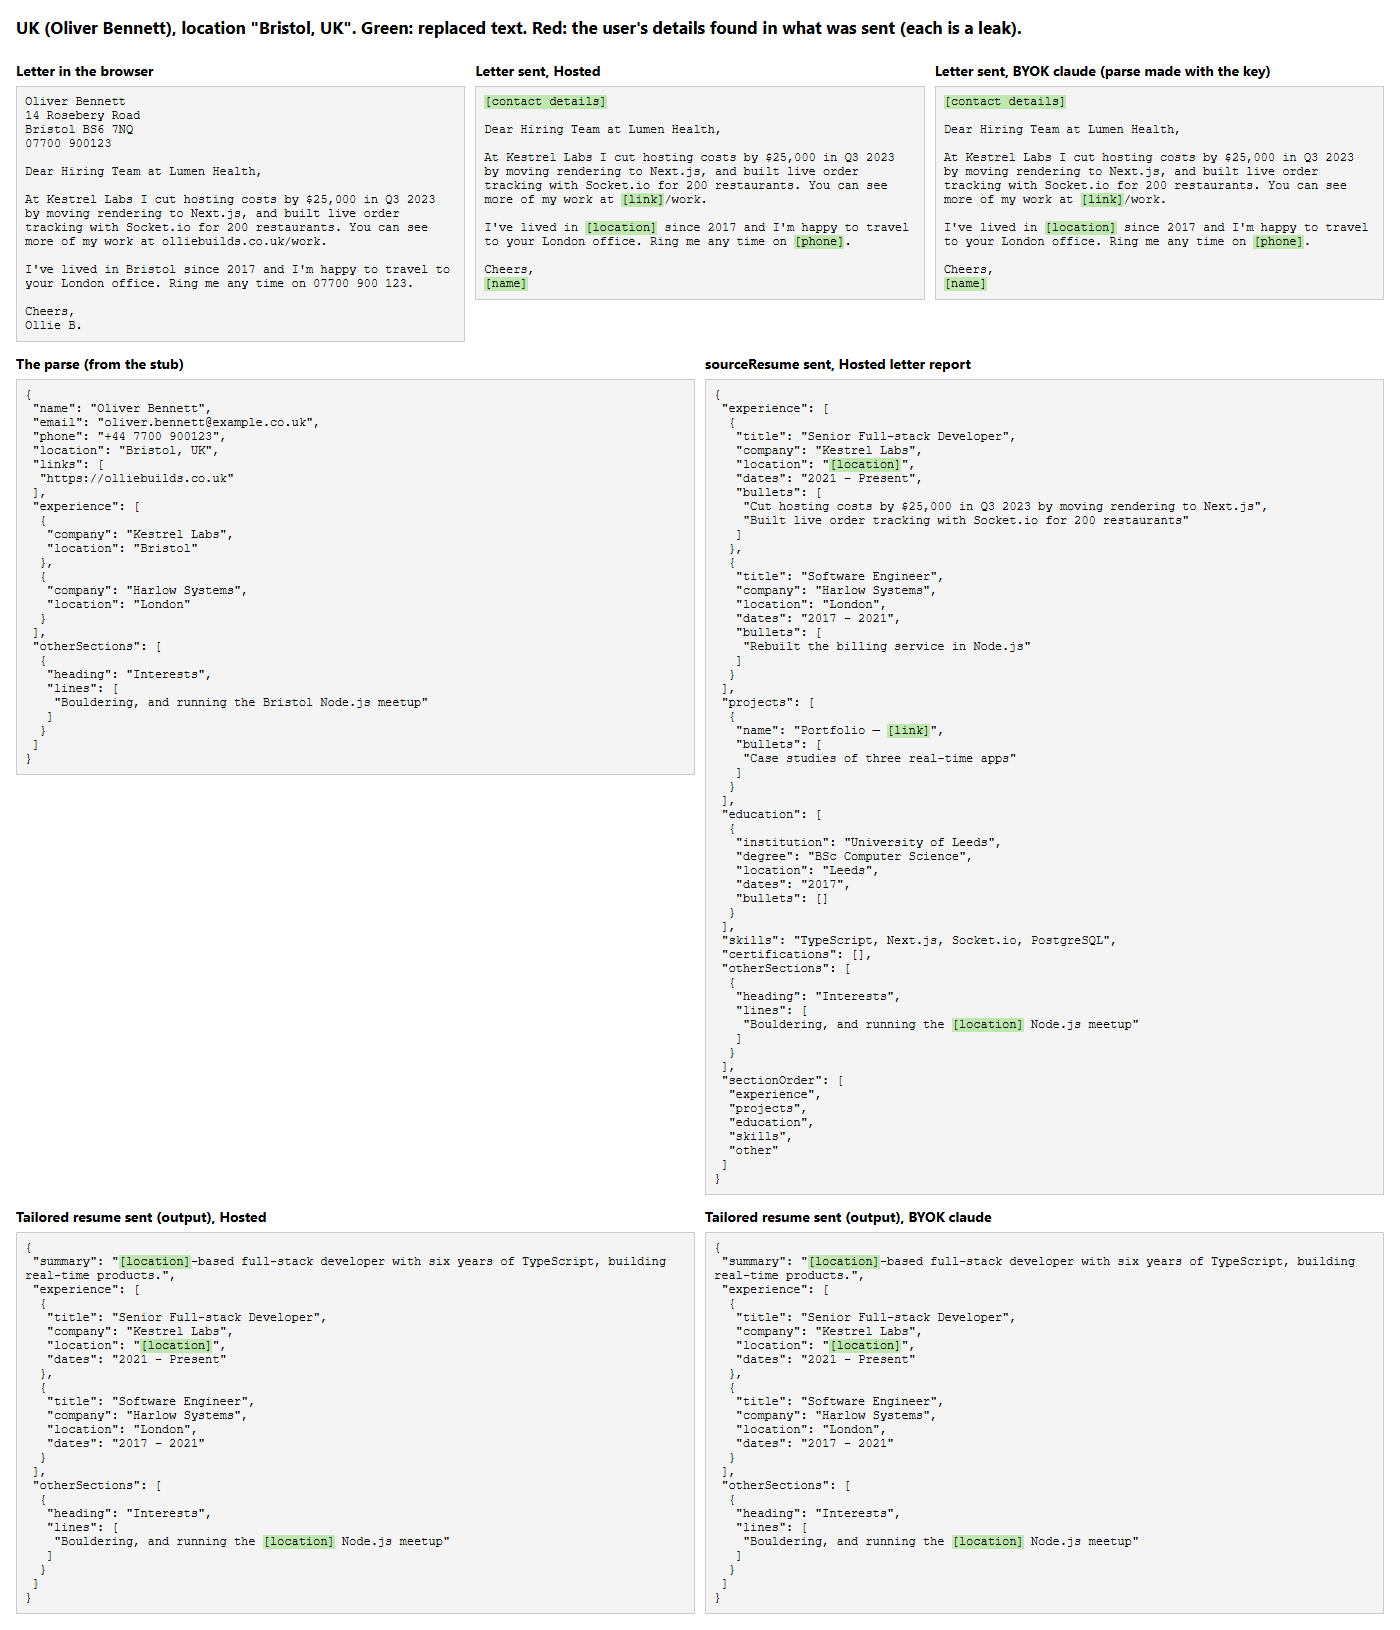 UK (Oliver Bennett), location "Bristol, UK". Green: replaced text. Red: the user's details found in what was sent (each is a leak).
Letter in the browser
Oliver Bennett
14 Rosebery Road
Bristol BS6 7NQ
07700 900123
Dear Hiring Team at Lumen Health,
At Kestrel Labs I cut hosting costs by $25,000 in Q3 2023
by moving rendering to Next.js, and built live order
tracking with Socket.io for 200 restaurants. You can see
more of my work at olliebuilds.co.uk/work.
I've lived in Bristol since 2017 and I'm happy to travel to
your London office. Ring me any time on 07700 900 123.
Cheers,
Ollie B.
Letter sent, Hosted
[contact details]
Dear Hiring Team at Lumen Health,
At Kestrel Labs I cut hosting costs by $25,000 in Q3 2023
by moving rendering to Next.js, and built live order
tracking with Socket.io for 200 restaurants. You can see
more of my work at [link]/work.
I've lived in [location] since 2017 and I'm happy to travel
to your London office. Ring me any time on [phone].
Cheers,
[name]
Letter sent, BYOK claude (parse made with the key)
[contact details]
Dear Hiring Team at Lumen Health,
At Kestrel Labs I cut hosting costs by $25,000 in Q3 2023
by moving rendering to Next.js, and built live order
tracking with Socket.io for 200 restaurants. You can see
more of my work at [link]/work.
I've lived in [location] since 2017 and I'm happy to travel
to your London office. Ring me any time on [phone].
Cheers,
[name]
The parse (from the stub)
{
"name": "Oliver Bennett",
"email": "oliver.bennett@example.co.uk",
"phone": "+44 7700 900123",
"location": "Bristol, UK",
"links": [
"https://olliebuilds.co.uk"
],
"experience": [
{
"company": "Kestrel Labs",
"location": "Bristol"
},
{
"company": "Harlow Systems",
"location": "London"
}
],
"otherSections": [
{
"heading": "Interests",
"lines": [
"Bouldering, and running the Bristol Node.js meetup"
]
}
]
}
sourceResume sent, Hosted letter report
{
"experience": [
{
"title": "Senior Full-stack Developer",
"company": "Kestrel Labs",
"location": "[location]",
"dates": "2021 – Present",
"bullets": [
"Cut hosting costs by $25,000 in Q3 2023 by moving rendering to Next.js",
"Built live order tracking with Socket.io for 200 restaurants"
]
},
{
"title": "Software Engineer",
"company": "Harlow Systems",
"location": "London",
"dates": "2017 – 2021",
"bullets": [
"Rebuilt the billing service in Node.js"
]
}
],
"projects": [
{
"name": "Portfolio — [link]",
"bullets": [
"Case studies of three real-time apps"
]
}
],
"education": [
{
"institution": "University of Leeds",
"degree": "BSc Computer Science",
"location": "Leeds",
"dates": "2017",
"bullets": []
}
],
"skills": "TypeScript, Next.js, Socket.io, PostgreSQL",
"certifications": [],
"otherSections": [
{
"heading": "Interests",
"lines": [
"Bouldering, and running the [location] Node.js meetup"
]
}
],
"sectionOrder": [
"experience",
"projects",
"education",
"skills",
"other"
]
}
Tailored resume sent (output), Hosted
{
"summary": "[location]-based full-stack developer with six years of TypeScript, building
real-time products.",
"experience": [
{
"title": "Senior Full-stack Developer",
"company": "Kestrel Labs",
"location": "[location]",
"dates": "2021 – Present"
},
{
"title": "Software Engineer",
"company": "Harlow Systems",
"location": "London",
"dates": "2017 – 2021"
}
],
"otherSections": [
{
"heading": "Interests",
"lines": [
"Bouldering, and running the [location] Node.js meetup"
]
}
]
}
Tailored resume sent (output), BYOK claude
{
"summary": "[location]-based full-stack developer with six years of TypeScript, building
real-time products.",
"experience": [
{
"title": "Senior Full-stack Developer",
"company": "Kestrel Labs",
"location": "[location]",
"dates": "2021 – Present"
},
{
"title": "Software Engineer",
"company": "Harlow Systems",
"location": "London",
"dates": "2017 – 2021"
}
],
"otherSections": [
{
"heading": "Interests",
"lines": [
"Bouldering, and running the [location] Node.js meetup"
]
}
]
}